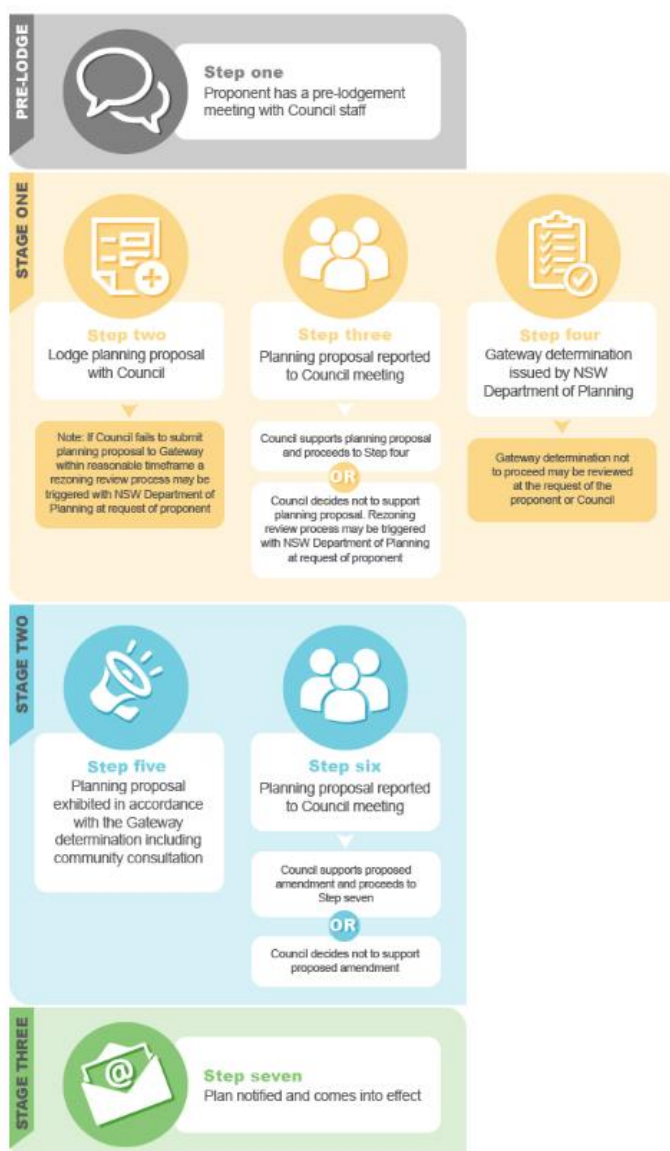 PRE-LODGE
Step one
Proponent has a pre-lodgement
meeting with Council staff
STAGE ONE
Step two
Lodge planning proposal
with Council
Note: If Council fails to submit
planning proposal to Gateway
within reasonable timeframe a
rezoning review process may be
triggered with NSW Department of
Planning at request of proponent
Step three
Planning proposal reported
to Council meeting
Council supports planning proposal
and proceeds to Step four
OR
Council decides not to support
planning proposal. Rezoning
review process may be triggered
with NSW Department of Planning
at request of proponent
Step four
Gateway determination
issued by NSW
Department of Planning
Gateway determination not
to proceed may be reviewed
at the request of the
proponent or Council
STAGE TWO
Step five
Planning proposal
exhibited in accordance
with the Gateway
determination including
community consultation
Step six
Planning proposal reported
to Council meeting
Council supports proposed
amendment and proceeds to
Step seven
OR
Council decides not to support
proposed amendment
STAGE THREE
@
Step seven
Plan notified and comes into effect